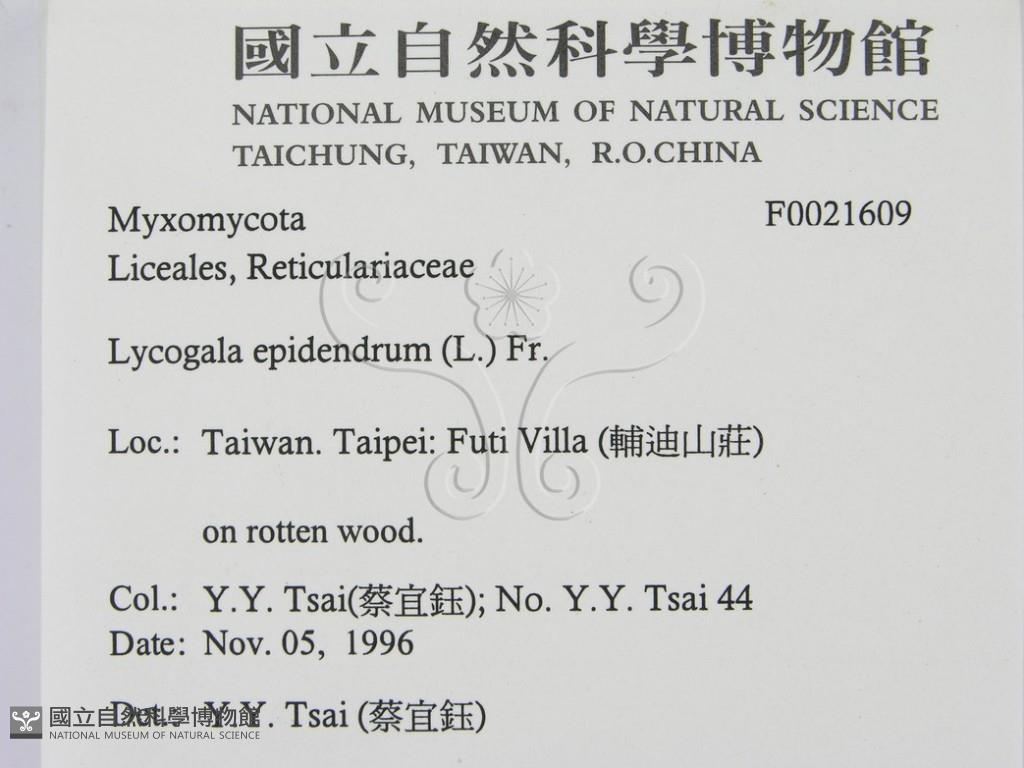 國立自然科學博物館
NATIONAL MUSEUM OF NATURAL SCIENCE
TAICHUNG, TAIWAN, R.O.CHINA
Myxomycota F0021609
Liceales, Reticulariaceae
Lycogala epidendrum (L.) Fr.
Loc.: Taiwan. Taipei: Futi Villa (輔迪山莊)
on rotten wood.
Col.: Y.Y. Tsai(蔡宜鈺); No. Y.Y. Tsai 44
Date: Nov. 05, 1996
Det.: Y.Y. Tsai (蔡宜鈺)
國立自然科學博物館
NATIONAL MUSEUM OF NATURAL SCIENCE